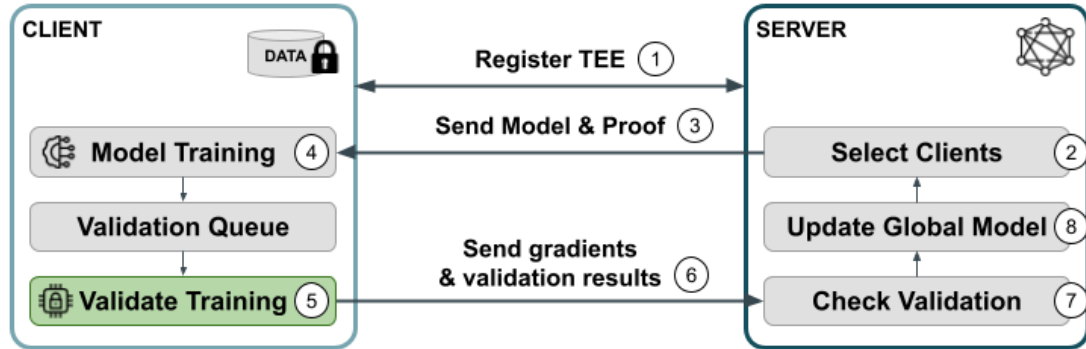 CLIENT
DATA
Model Training 4
Validation Queue
Validate Training 5
Register TEE 1
Send Model & Proof 3
Send gradients
& validation results 6
SERVER
Select Clients 2
Update Global Model 8
Check Validation 7